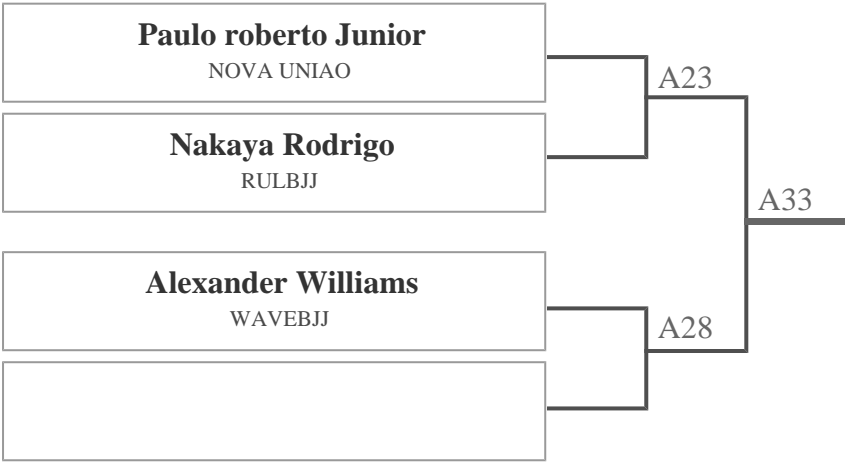 Paulo roberto Junior
NOVA UNIAO
A23
Nakaya Rodrigo
RULBJJ
A33
Alexander Williams
WAVEBJJ
A28